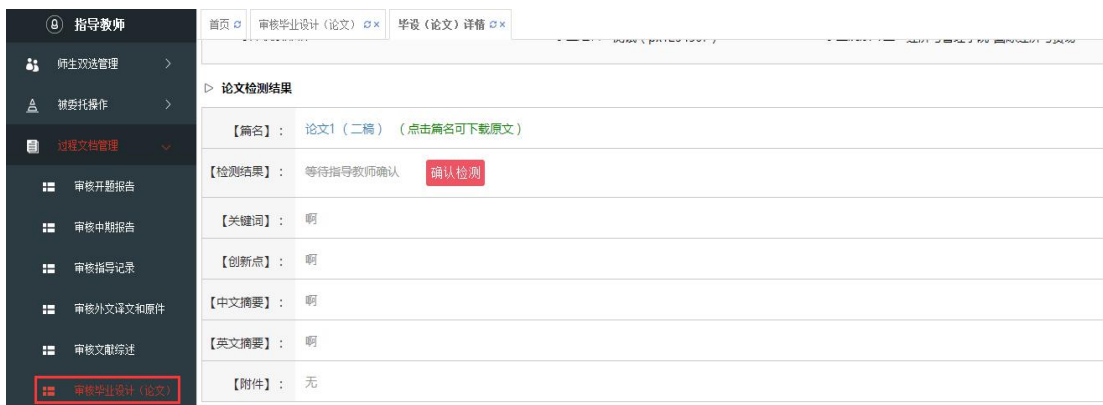 指导教师
首页 审核毕业设计（论文） 毕设（论文）详情
师生双选管理
被委托操作
过程文档管理
审核开题报告
审核中期报告
审核指导记录
审核外文译文和原件
审核文献综述
审核毕业设计（论文）
论文检测结果
【篇名】： 论文1（二稿） （点击篇名可下载原文）
【检测结果】： 等待指导教师确认 确认检测
【关键词】： 啊
【创新点】： 啊
【中文摘要】： 啊
【英文摘要】： 啊
【附件】： 无